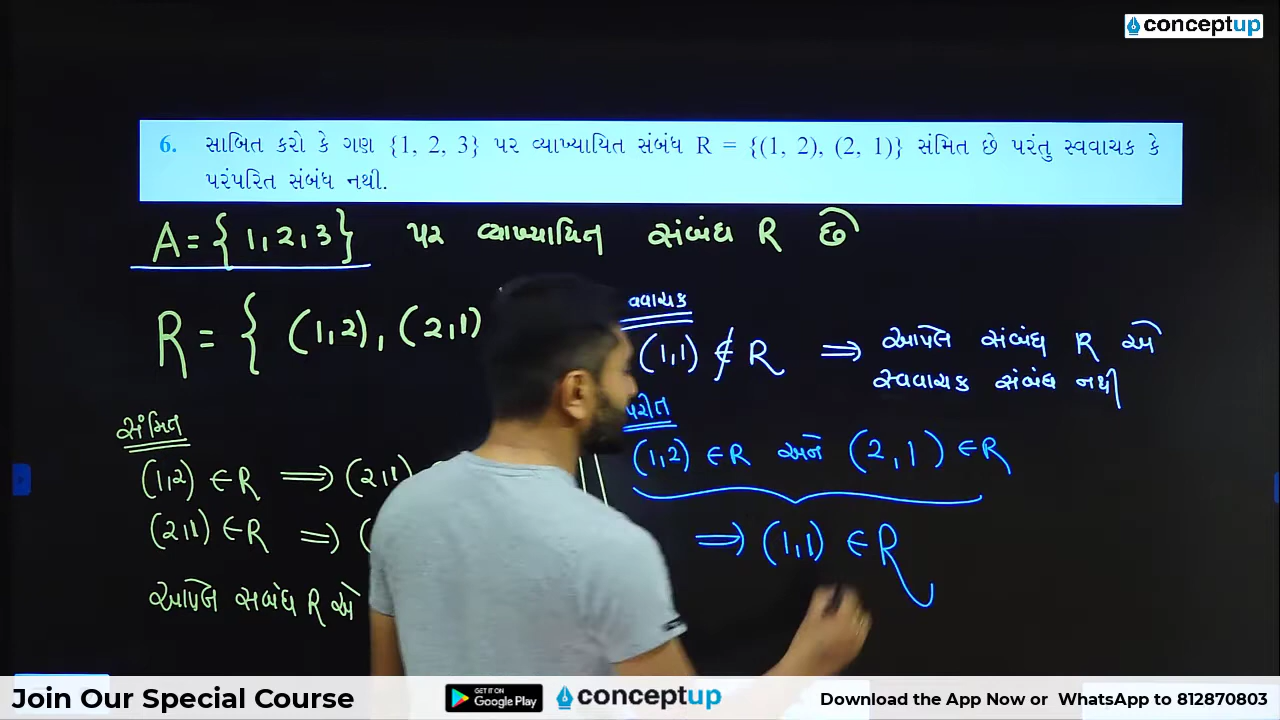 conceptup
6. સાબિત કરો કે ગણ {1, 2, 3} પર વ્યાખ્યાયિત સંબંધ R = {(1, 2), (2, 1)} સંમિત છે પરંતુ સ્વવાચક કે
પરંપરિત સંબંધ નથી.
A = {1,2,3} પર વ્યાખ્યાયિત સંબંધ R છે
R = { (1,2), (2,1)
સંમિત
(1,2) ∈ R ⟹ (2,1)
(2,1) ∈ R ⟹ (
આપેલ સબંધ R એ
વવાચક
(1,1) ∉ R ⟹ આપેલ સંબંધ R એ
સ્વવાચક સંબંધ નથી
(1,2) ∈ R અને (2,1) ∈ R
⟹ (1,1) ∈ R
Join Our Special Course
GET IT ON
Google Play
conceptup
Download the App Now or WhatsApp to 812870803